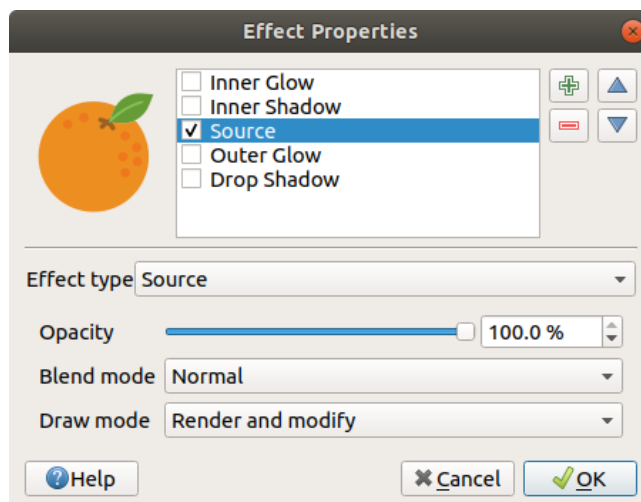 Effect Properties
Inner Glow
Inner Shadow
Source
Outer Glow
Drop Shadow
Effect type Source
Opacity 100.0 %
Blend mode Normal
Draw mode Render and modify
Help Cancel OK